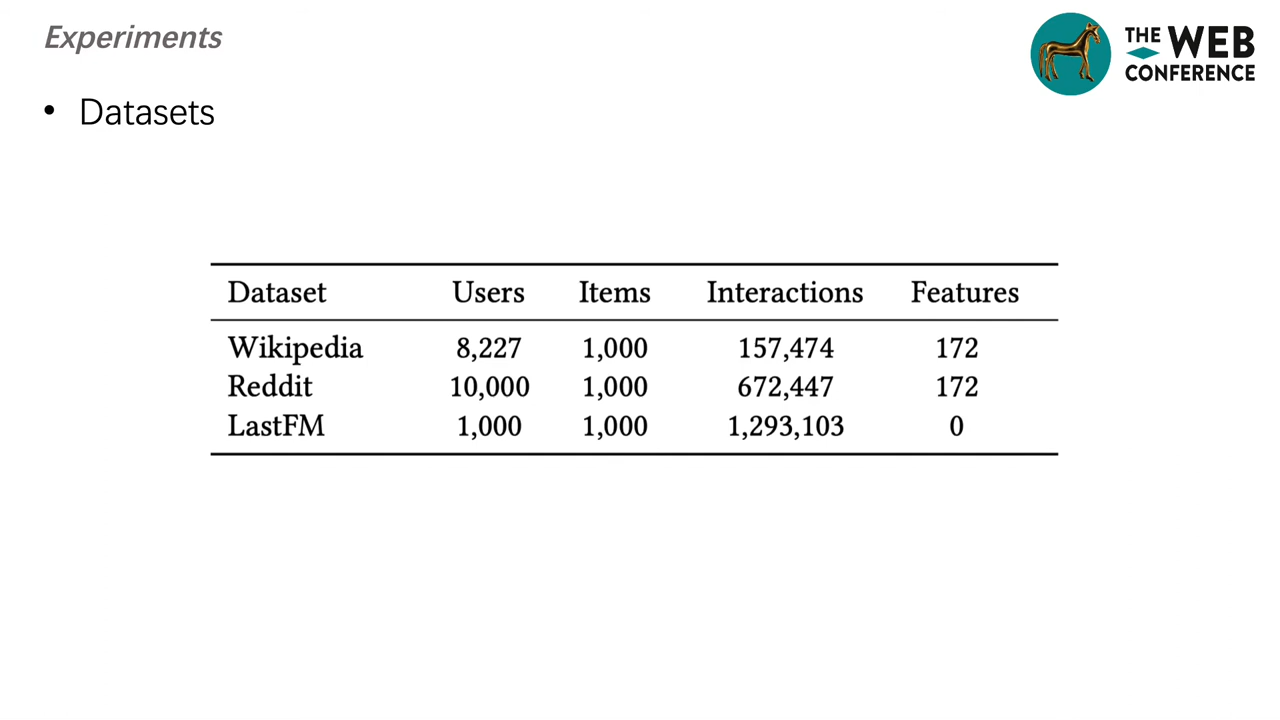 Experiments
THE WEB
CONFERENCE
• Datasets
Dataset Users Items Interactions Features
Wikipedia 8,227 1,000 157,474 172
Reddit 10,000 1,000 672,447 172
LastFM 1,000 1,000 1,293,103 0